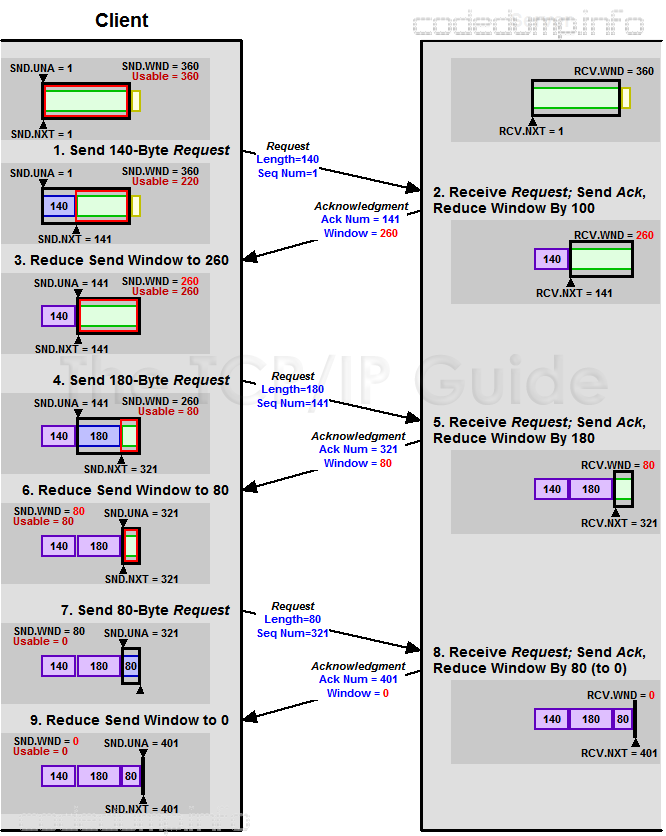 Client
codedump.info
SND.UNA = 1
SND.WND = 360
Usable = 360
SND.NXT = 1
RCV.WND = 360
RCV.NXT = 1
1. Send 140-Byte Request
Request
Length=140
Seq Num=1
SND.UNA = 1
SND.WND = 360
Usable = 220
140
SND.NXT = 141
2. Receive Request; Send Ack,
Reduce Window By 100
Acknowledgment
Ack Num = 141
Window = 260
RCV.WND = 260
140
RCV.NXT = 141
3. Reduce Send Window to 260
SND.UNA = 141
SND.WND = 260
Usable = 260
140
SND.NXT = 141
The TCP/IP Guide
4. Send 180-Byte Request
Request
Length=180
Seq Num=141
SND.UNA = 141
SND.WND = 260
Usable = 80
140
180
SND.NXT = 321
5. Receive Request; Send Ack,
Reduce Window By 180
Acknowledgment
Ack Num = 321
Window = 80
RCV.WND = 80
140
180
RCV.NXT = 321
6. Reduce Send Window to 80
SND.WND = 80
Usable = 80
SND.UNA = 321
140
180
SND.NXT = 321
7. Send 80-Byte Request
Request
Length=80
Seq Num=321
SND.WND = 80
Usable = 0
SND.UNA = 321
140
180
80
8. Receive Request; Send Ack,
Reduce Window By 80 (to 0)
Acknowledgment
Ack Num = 401
Window = 0
RCV.WND = 0
140
180
80
RCV.NXT = 401
9. Reduce Send Window to 0
SND.WND = 0
Usable = 0
SND.UNA = 401
140
180
80
SND.NXT = 401
codedump.info